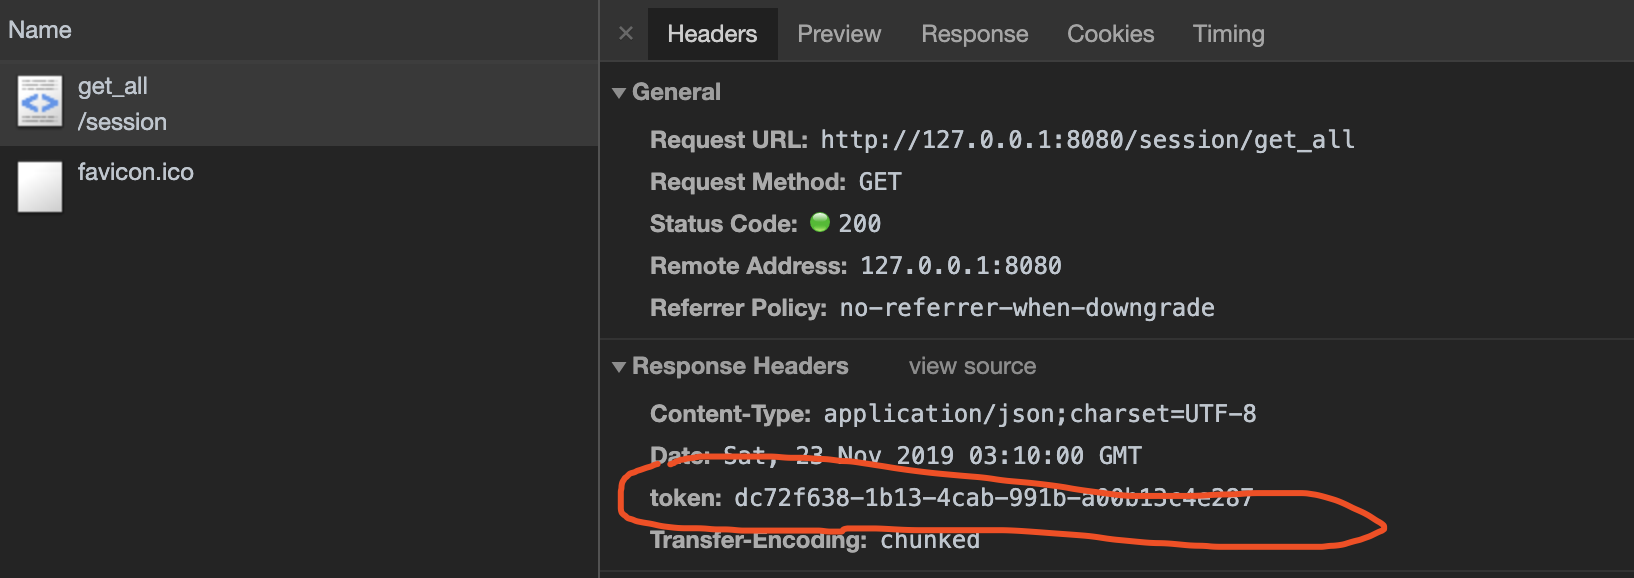 Name
get_all
/session
favicon.ico
× Headers Preview Response Cookies Timing
General
Request URL: http://127.0.0.1:8080/session/get_all
Request Method: GET
Status Code: 200
Remote Address: 127.0.0.1:8080
Referrer Policy: no-referrer-when-downgrade
Response Headers view source
Content-Type: application/json;charset=UTF-8
Date: Sat, 23 Nov 2019 03:10:00 GMT
token: dc72f638-1b13-4cab-991b-a00b13c4e287
Transfer-Encoding: chunked